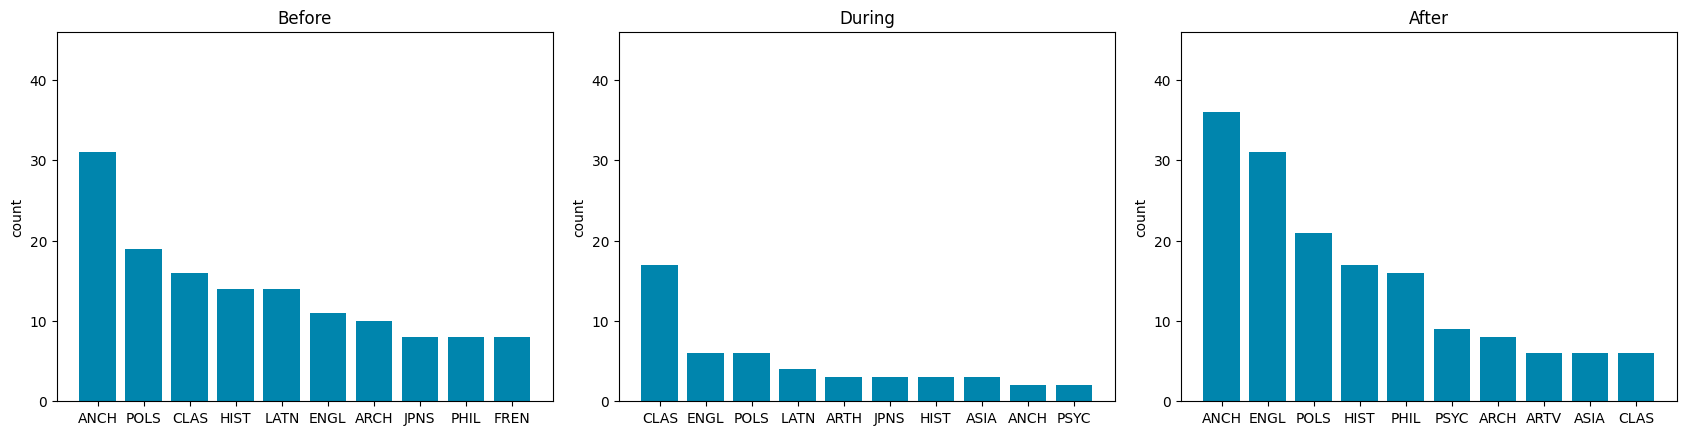 Before
count
40
30
20
10
0
ANCH POLS CLAS HIST LATN ENGL ARCH JPNS PHIL FREN
During
count
40
30
20
10
0
CLAS ENGL POLS LATN ARTH JPNS HIST ASIA ANCH PSYC
After
count
40
30
20
10
0
ANCH ENGL POLS HIST PHIL PSYC ARCH ARTV ASIA CLAS